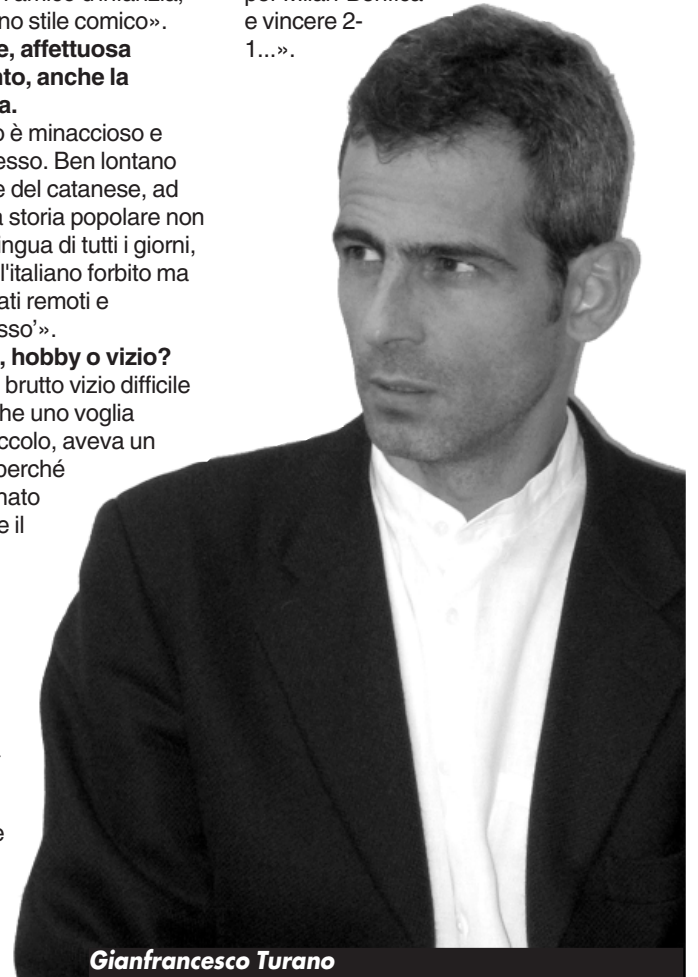 amico d'infanzia,
no stile comico».
e, affettuosa
nto, anche la
a.
o è minaccioso e
esso. Ben lontano
e del catanese, ad
a storia popolare non
ingua di tutti i giorni,
l'italiano forbito ma
ati remoti e
sso'».
, hobby o vizio?
brutto vizio difficile
he uno voglia
ccolo, aveva un
perché
nato
e il
e
per Milan
e vincere 2-
1...».
Gianfrancesco Turano